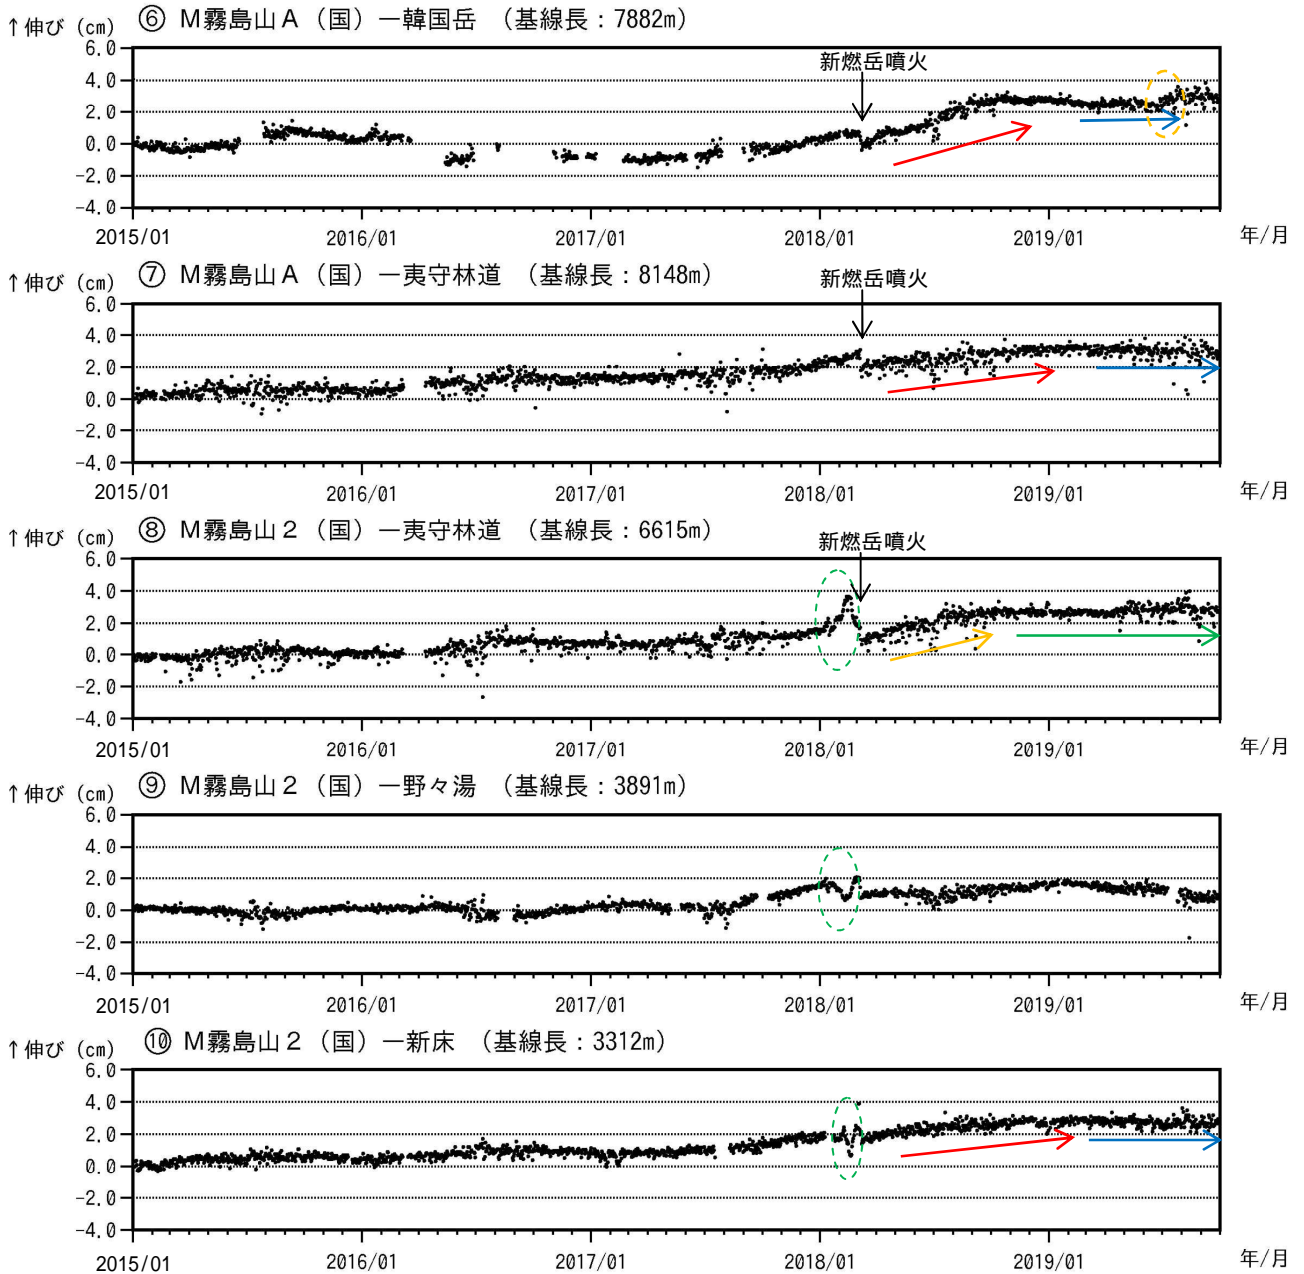 ⑥ Ｍ霧島山Ａ（国）ー韓国岳 （基線長：7882m）
↑伸び (cm)
新燃岳噴火
6.0
4.0
2.0
0.0
-2.0
-4.0
2015/01 2016/01 2017/01 2018/01 2019/01 年/月
⑦ Ｍ霧島山Ａ（国）ー夷守林道 （基線長：8148m）
↑伸び (cm)
新燃岳噴火
6.0
4.0
2.0
0.0
-2.0
-4.0
2015/01 2016/01 2017/01 2018/01 2019/01 年/月
⑧ Ｍ霧島山２（国）ー夷守林道 （基線長：6615m）
↑伸び (cm)
新燃岳噴火
6.0
4.0
2.0
0.0
-2.0
-4.0
2015/01 2016/01 2017/01 2018/01 2019/01 年/月
⑨ Ｍ霧島山２（国）ー野々湯 （基線長：3891m）
↑伸び (cm)
6.0
4.0
2.0
0.0
-2.0
-4.0
2015/01 2016/01 2017/01 2018/01 2019/01 年/月
⑩ Ｍ霧島山２（国）ー新床 （基線長：3312m）
↑伸び (cm)
6.0
4.0
2.0
0.0
-2.0
-4.0
2015/01 2016/01 2017/01 2018/01 2019/01 年/月